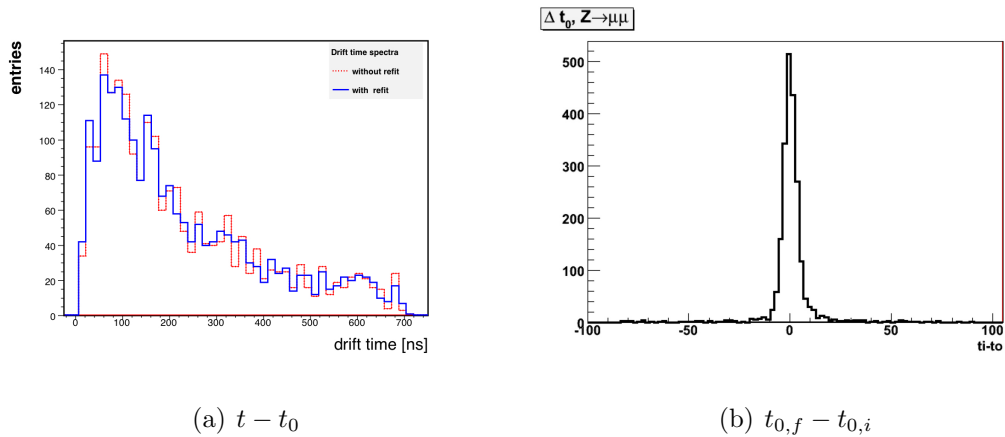 entries
140
120
100
80
60
40
20
0
Drift time spectra
without refit
with refit
0 100 200 300 400 500 600 700
drift time [ns]
(a) t − t₀
Δ t₀, Z→μμ
500
400
300
200
100
0
-100 -50 0 50 100
ti-to
(b) t₀,f − t₀,i